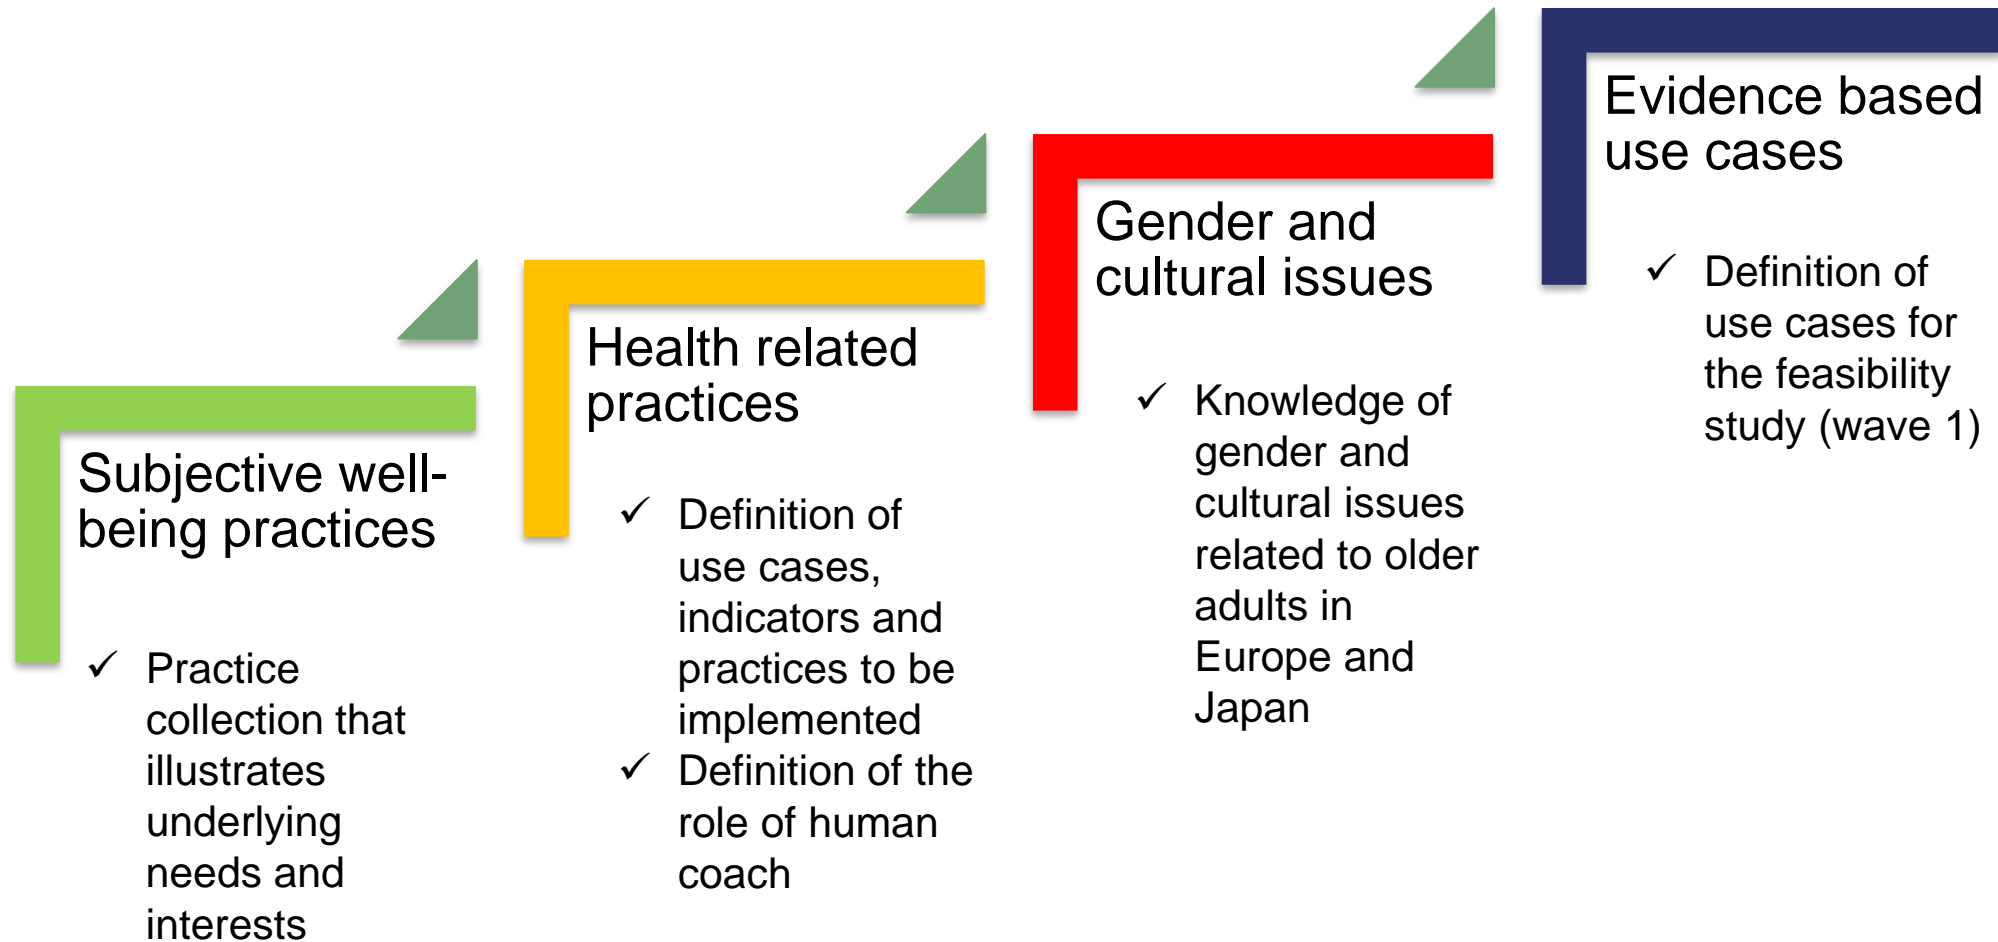 Subjective well-
being practices
✓ Practice
collection that
illustrates
underlying
needs and
interests
Health related
practices
✓ Definition of
use cases,
indicators and
practices to be
implemented
✓ Definition of the
role of human
coach
Gender and
cultural issues
✓ Knowledge of
gender and
cultural issues
related to older
adults in
Europe and
Japan
Evidence based
use cases
✓ Definition of
use cases for
the feasibility
study (wave 1)